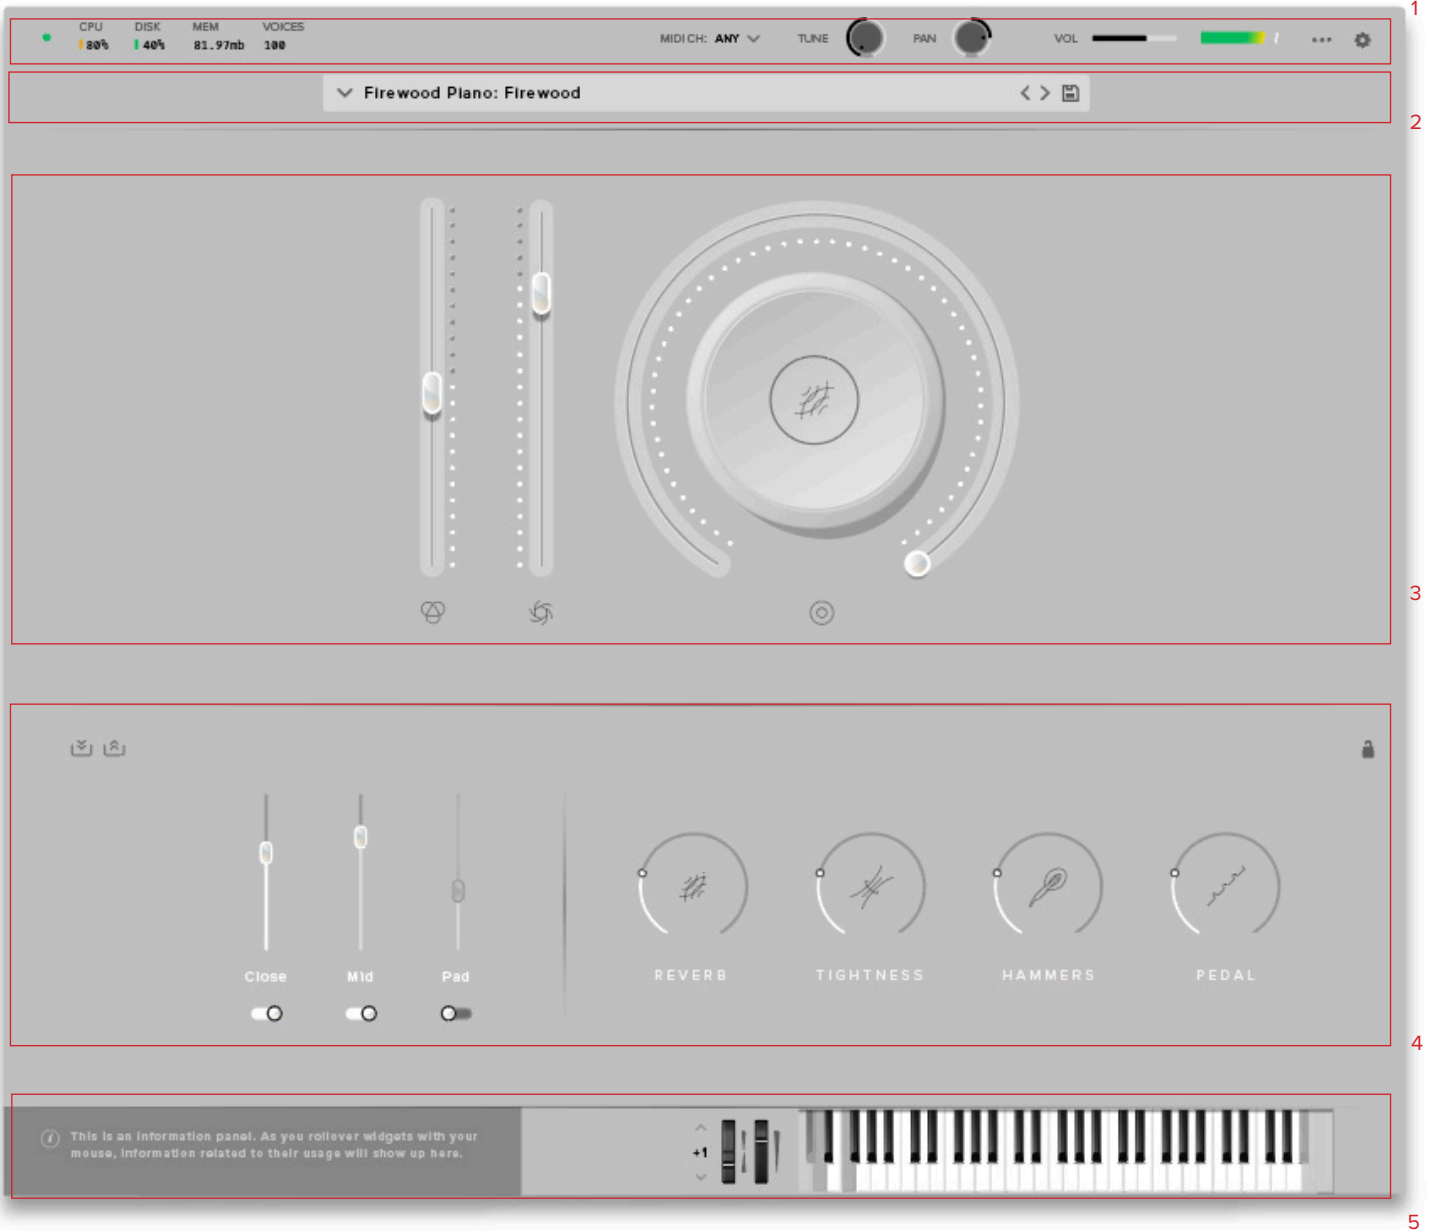 1
CPU DISK MEM VOICES
80% 40% 81.97mb 100
MIDI CH: ANY TUNE PAN VOL
Firewood Piano: Firewood
2
3
Close Mid Pad
REVERB TIGHTNESS HAMMERS PEDAL
4
This is an information panel. As you rollover widgets with your
mouse, information related to their usage will show up here.
+1
5